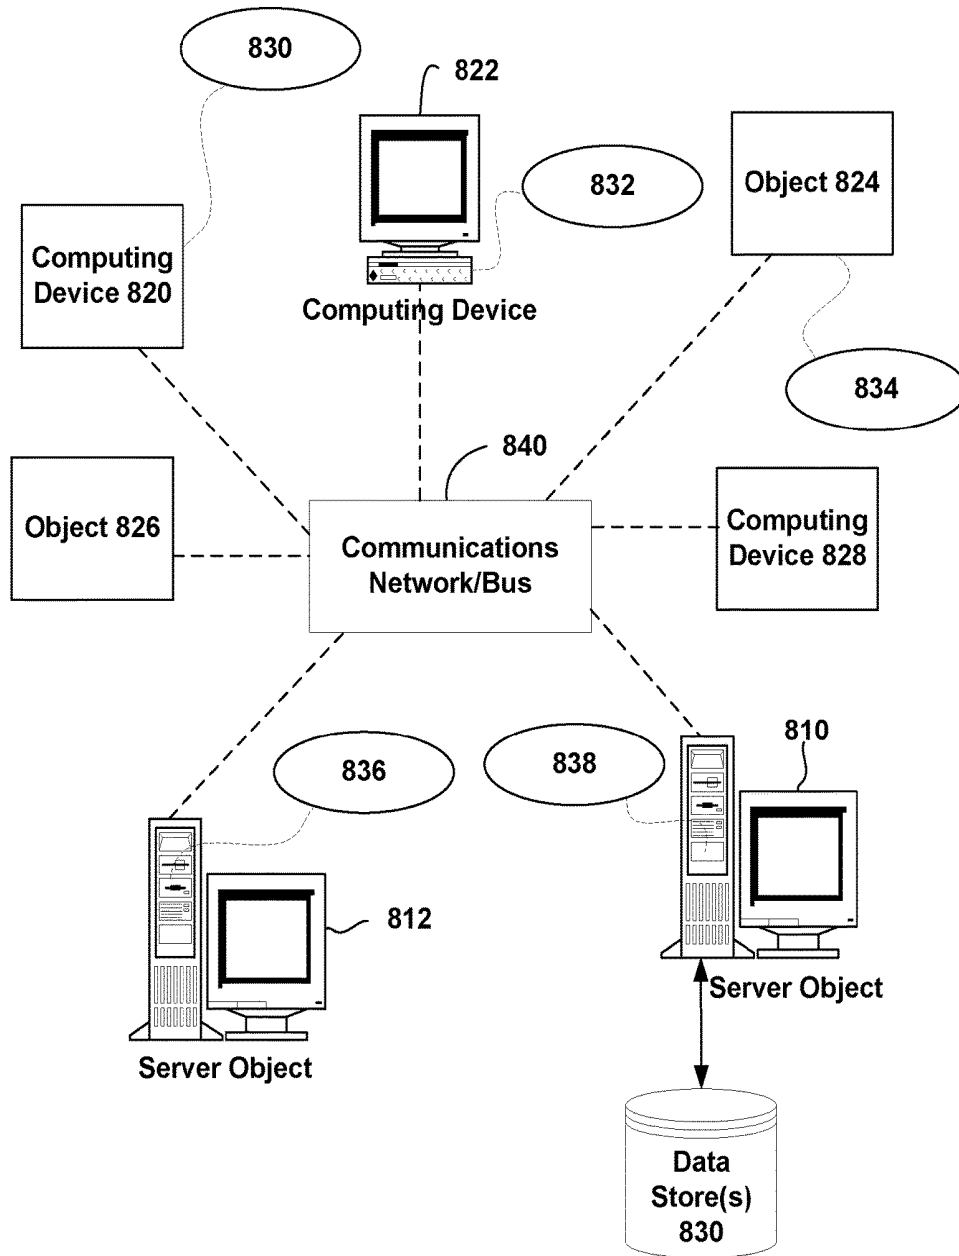 830
822
832
Object 824
Computing
Device 820
Computing Device
834
840
Object 826
Communications
Network/Bus
Computing
Device 828
836
838
810
812
Server Object
Server Object
Data
Store(s)
830